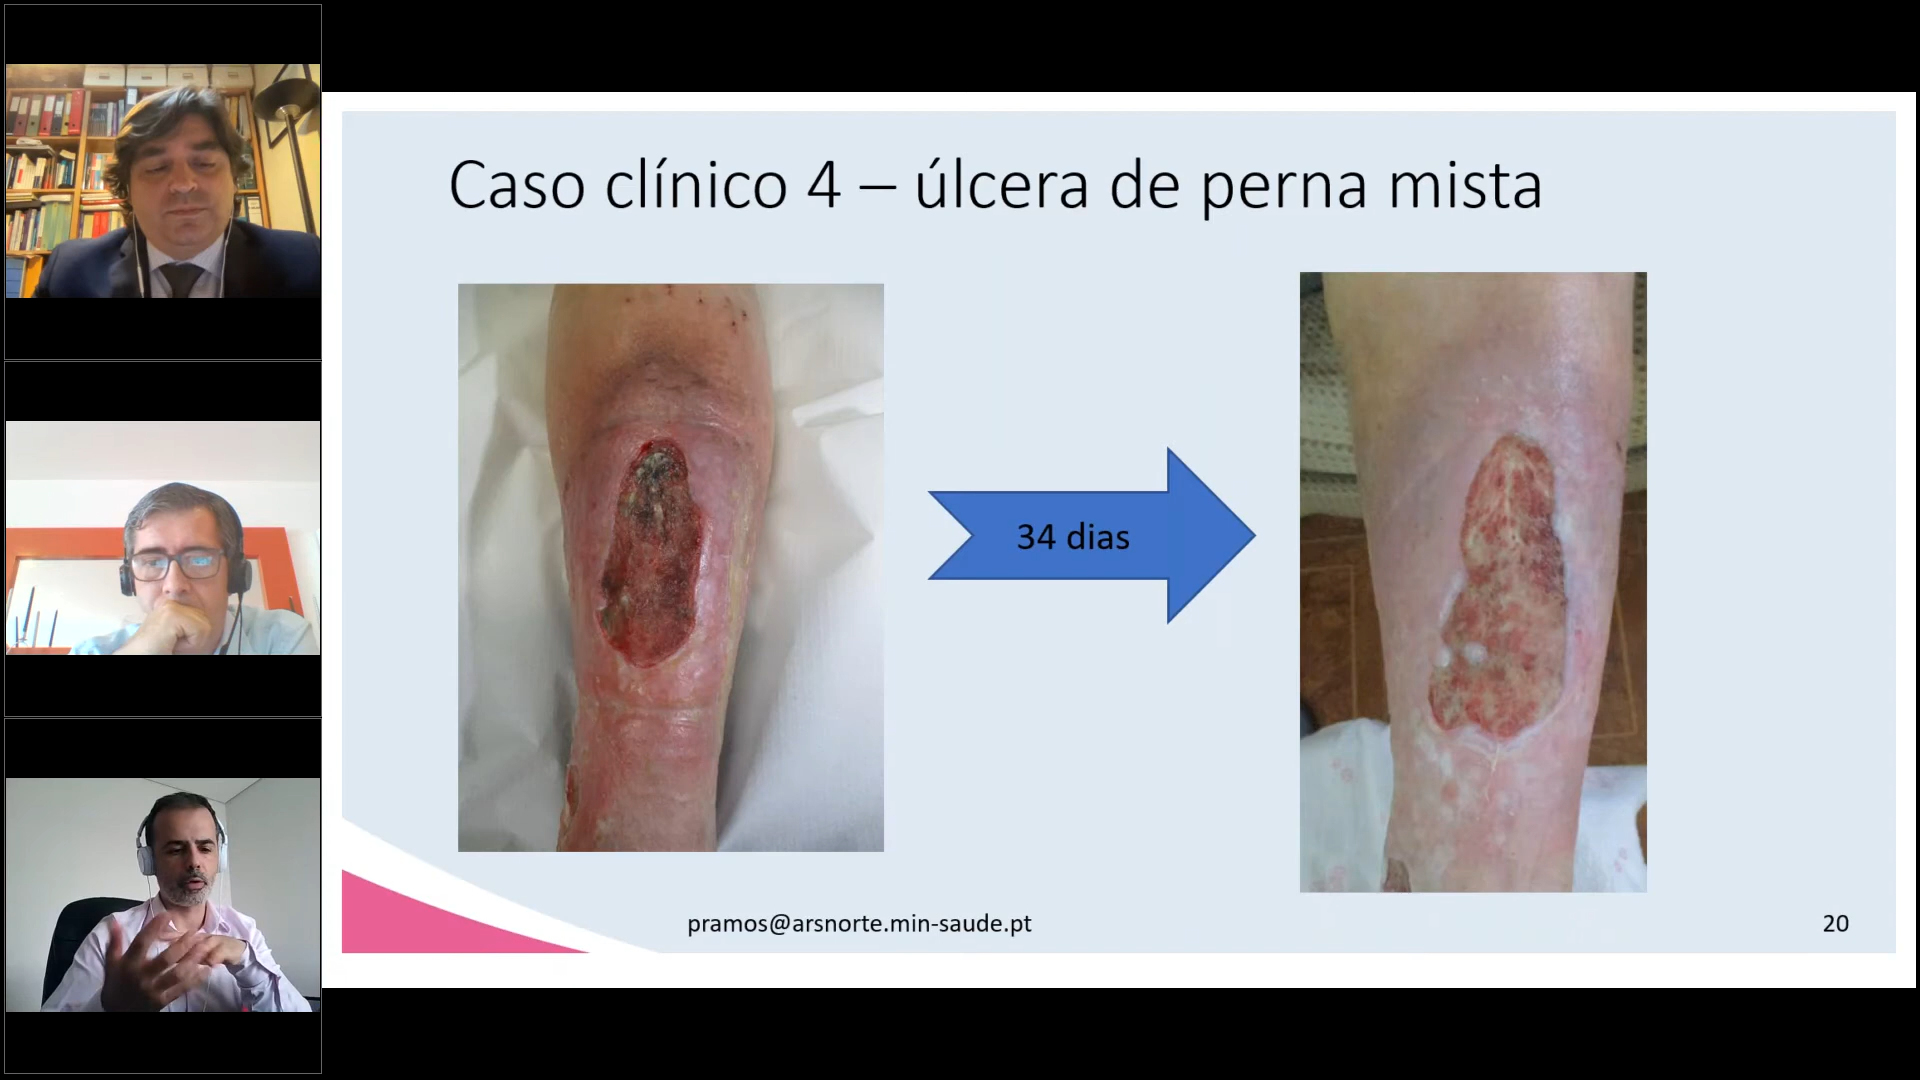 Caso clínico 4 – úlcera de perna mista
34 dias
pramos@arsnorte.min-saude.pt
20